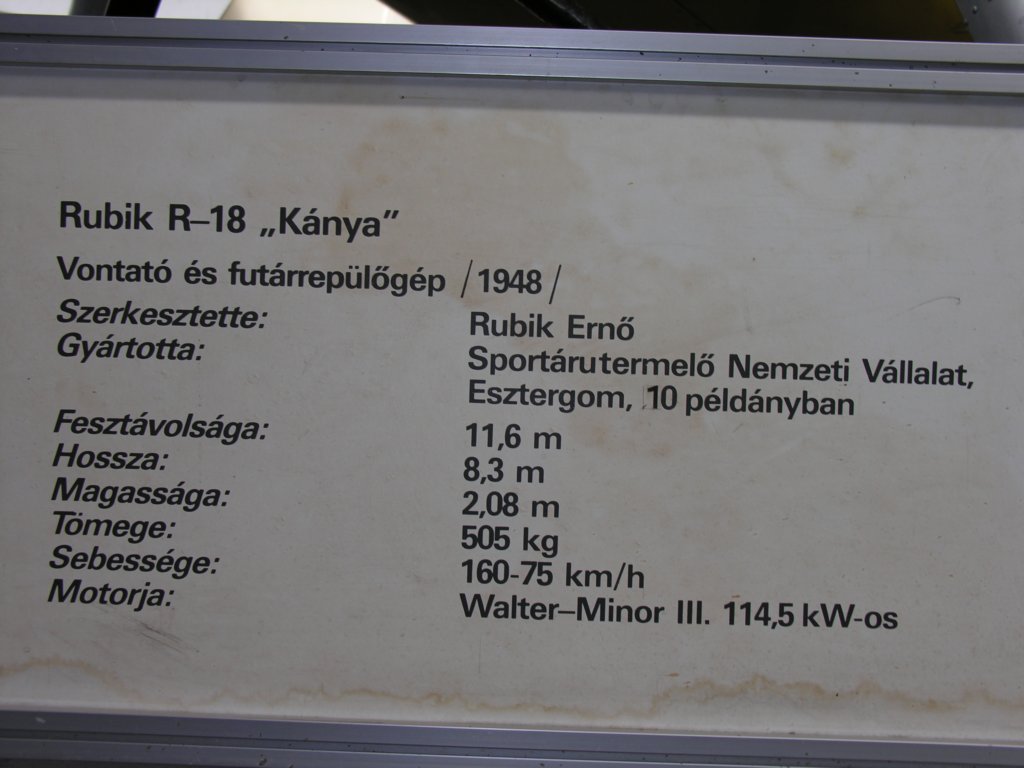 Rubik R–18 „Kánya”
Vontató és futárrepülőgép /1948/
Szerkesztette: Rubik Ernő
Gyártotta: Sportárutermelő Nemzeti Vállalat,
Esztergom, 10 példányban
Fesztávolsága: 11,6 m
Hossza: 8,3 m
Magassága: 2,08 m
Tömege: 505 kg
Sebessége: 160-75 km/h
Motorja: Walter–Minor III. 114,5 kW-os